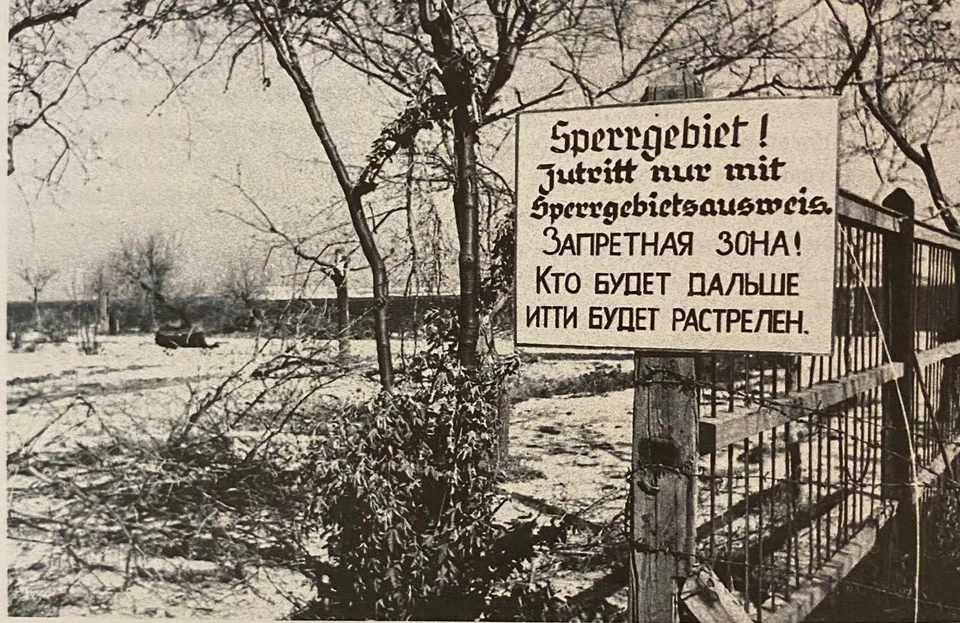 Sperrgebiet!
Zutritt nur mit
Sperrgebietsausweis.
ЗАПРЕТНАЯ ЗОНА!
КТО БУДЕТ ДАЛЬШЕ
ИТТИ БУДЕТ РАСТРЕЛЕН.